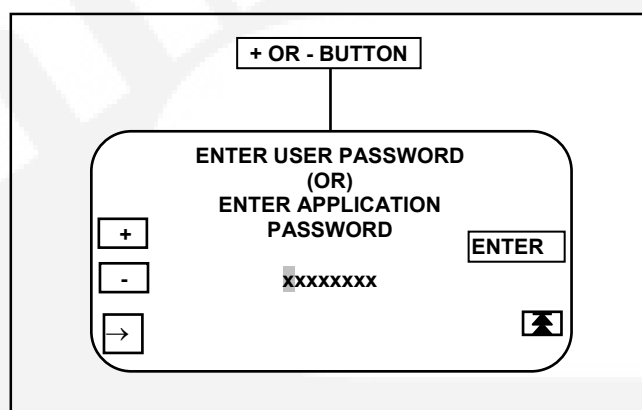 + OR - BUTTON
ENTER USER PASSWORD
(OR)
ENTER APPLICATION
PASSWORD
+
ENTER
-
xxxxxxxx
→